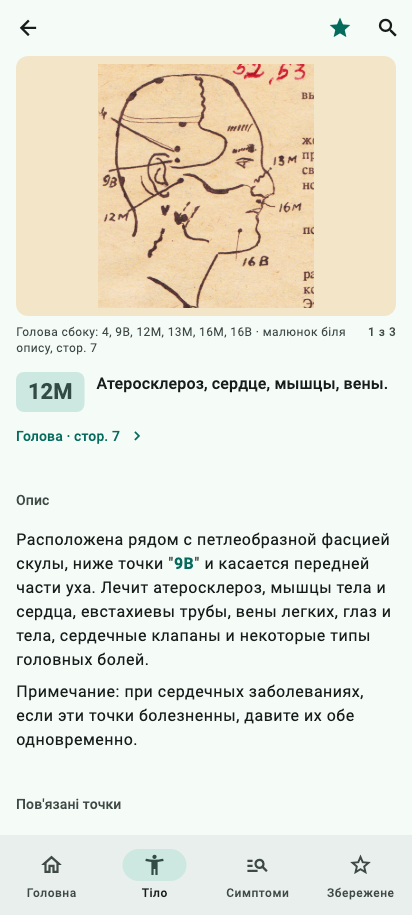 52,53
4
9В
12М
13М
16М
16В
Голова сбоку: 4, 9В, 12М, 13М, 16М, 16В · малюнок біля
опису, стор. 7
1 з 3
12М
Атеросклероз, сердце, мышцы, вены.
Голова · стор. 7
Опис
Расположена рядом с петлеобразной фасцией
скулы, ниже точки "9В" и касается передней
части уха. Лечит атеросклероз, мышцы тела и
сердца, евстахиевы трубы, вены легких, глаз и
тела, сердечные клапаны и некоторые типы
головных болей.
Примечание: при сердечных заболеваниях,
если эти точки болезненны, давите их обе
одновременно.
Пов'язані точки
Головна
Тіло
Симптоми
Збережене